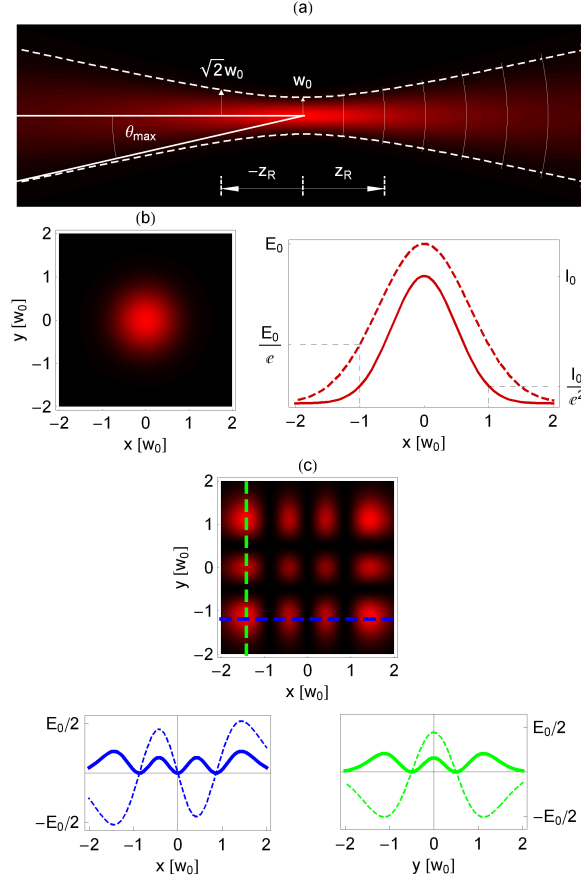 (a)
√2w₀
w₀
θmax
−zR
zR
(b)
2
1
0
−1
−2
y [w₀]
−2
−1
0
1
2
x [w₀]
E₀
E₀/e
I₀
I₀/e²
−2
−1
0
1
2
x [w₀]
(c)
2
1
0
−1
−2
y [w₀]
−2
−1
0
1
2
x [w₀]
E₀/2
−E₀/2
−2
−1
0
1
2
x [w₀]
E₀/2
−E₀/2
−2
−1
0
1
2
y [w₀]